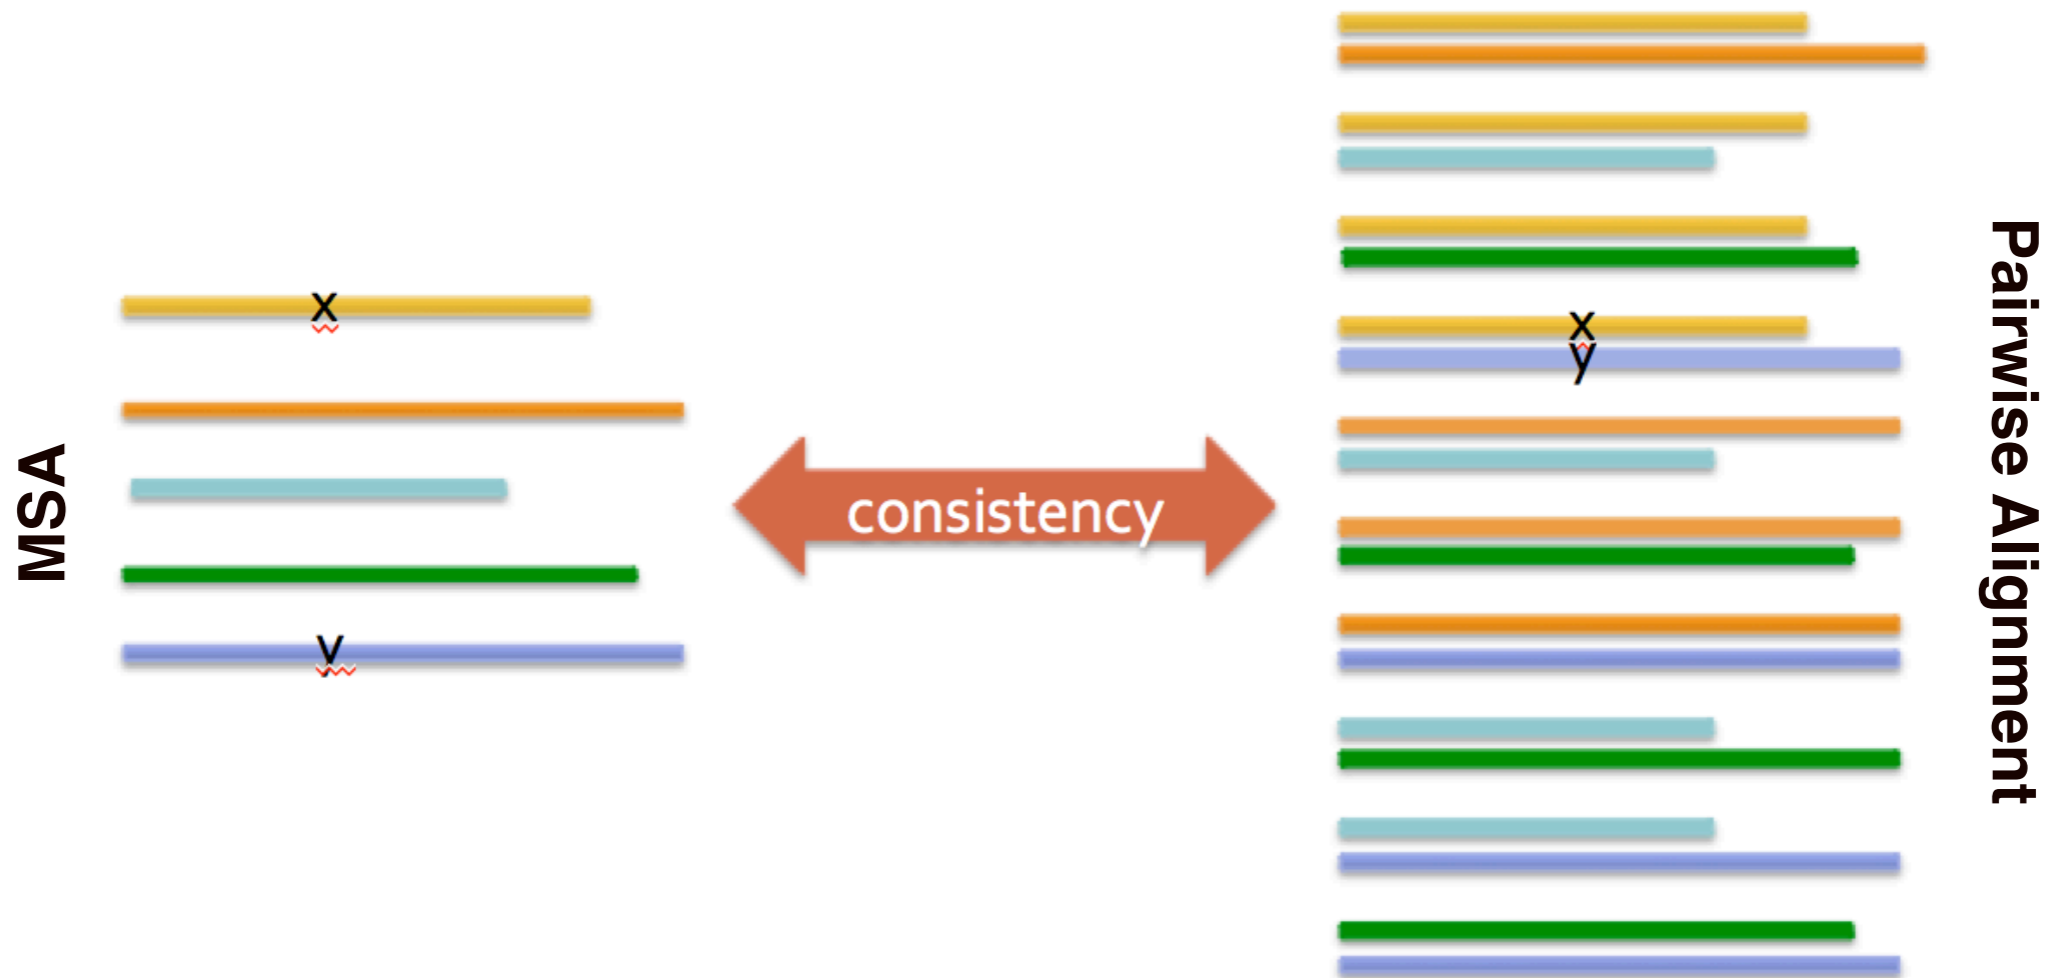 MSA
x
y
consistency
x
y
Pairwise Alignment